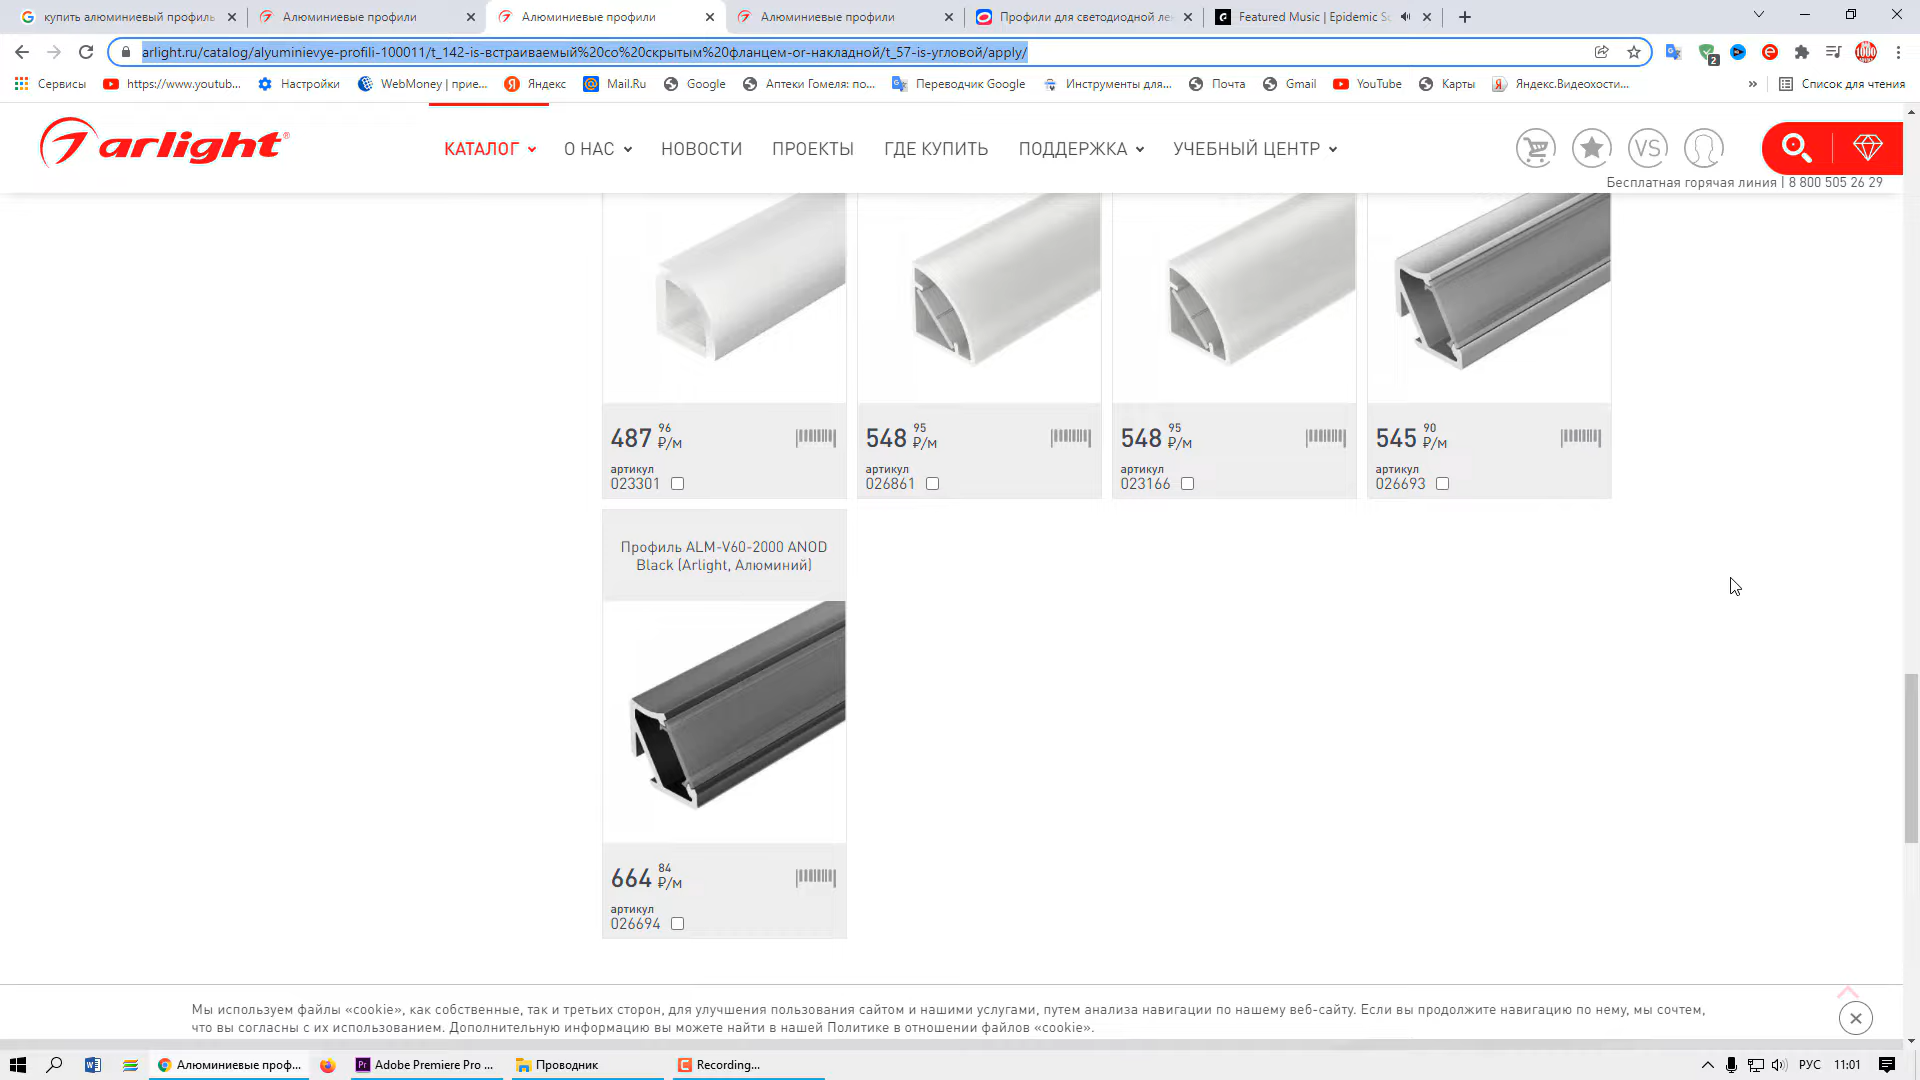 купить алюминиевый профиль
Алюминиевые профили
Алюминиевые профили
Алюминиевые профили
Профили для светодиодной ле
Featured Music | Epidemic So
arlight.ru/catalog/alyuminievye-profili-100011/t_142-is-встраиваемый%20со%20скрытым%20фланцем-or-накладной/t_57-is-угловой/apply/
2
Сервисы
https://www.youtub...
Настройки
WebMoney | прие...
Яндекс
Mail.Ru
Google
Аптеки Гомеля: по...
Переводчик Google
Инструменты для...
Почта
Gmail
YouTube
Карты
Яндекс.Видеохости...
»
Список для чтения
arlight®
КАТАЛОГ
О НАС
НОВОСТИ
ПРОЕКТЫ
ГДЕ КУПИТЬ
ПОДДЕРЖКА
УЧЕБНЫЙ ЦЕНТР
VS
Бесплатная горячая линия | 8 800 505 26 29
487 96 ₽/м
548 95 ₽/м
548 95 ₽/м
545 90 ₽/м
артикул
023301
артикул
026861
артикул
023166
артикул
026693
Профиль ALM-V60-2000 ANOD
Black (Arlight, Алюминий)
664 84 ₽/м
артикул
026694
Мы используем файлы «cookie», как собственные, так и третьих сторон, для улучшения пользования сайтом и нашими услугами, путем анализа навигации по нашему веб-сайту. Если вы продолжите навигацию по нему, мы сочтем,
что вы согласны с их использованием. Дополнительную информацию вы можете найти в нашей Политике в отношении файлов «cookie».
Алюминиевые проф...
Adobe Premiere Pro ...
Проводник
Recording...
РУС
11:01